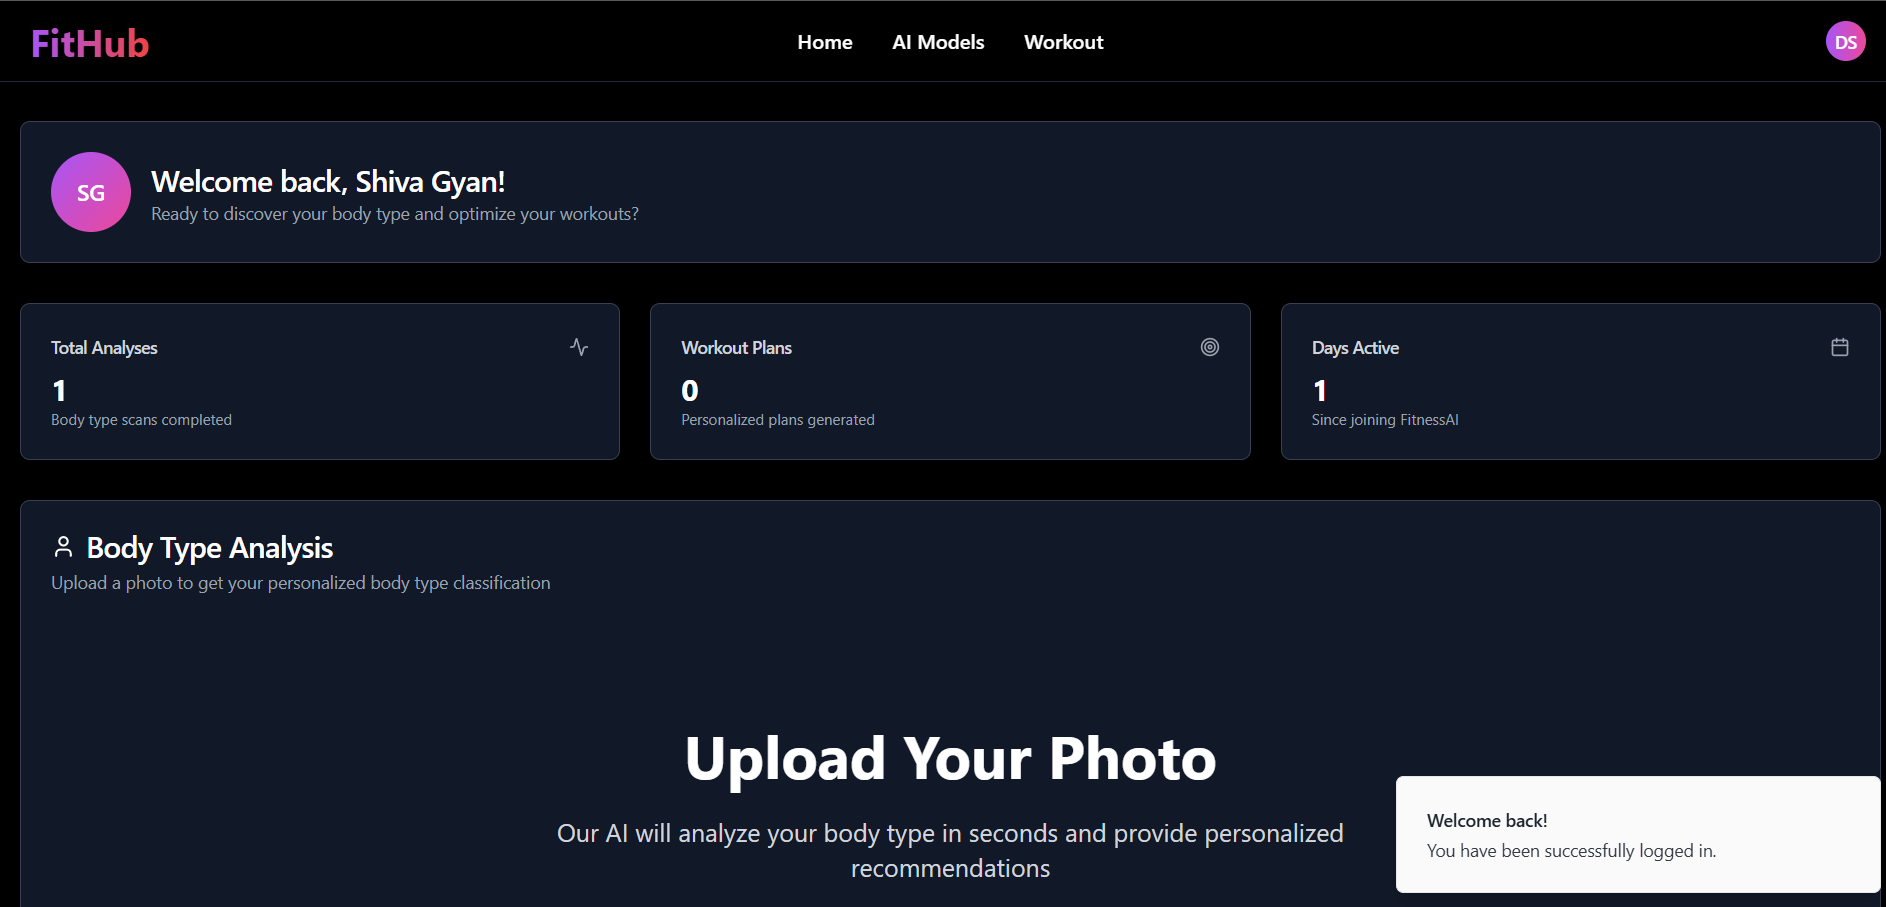 FitHub
Home
AI Models
Workout
DS
SG
Welcome back, Shiva Gyan!
Ready to discover your body type and optimize your workouts?
Total Analyses
1
Body type scans completed
Workout Plans
0
Personalized plans generated
Days Active
1
Since joining FitnessAI
Body Type Analysis
Upload a photo to get your personalized body type classification
Upload Your Photo
Our AI will analyze your body type in seconds and provide personalized
recommendations
Welcome back!
You have been successfully logged in.